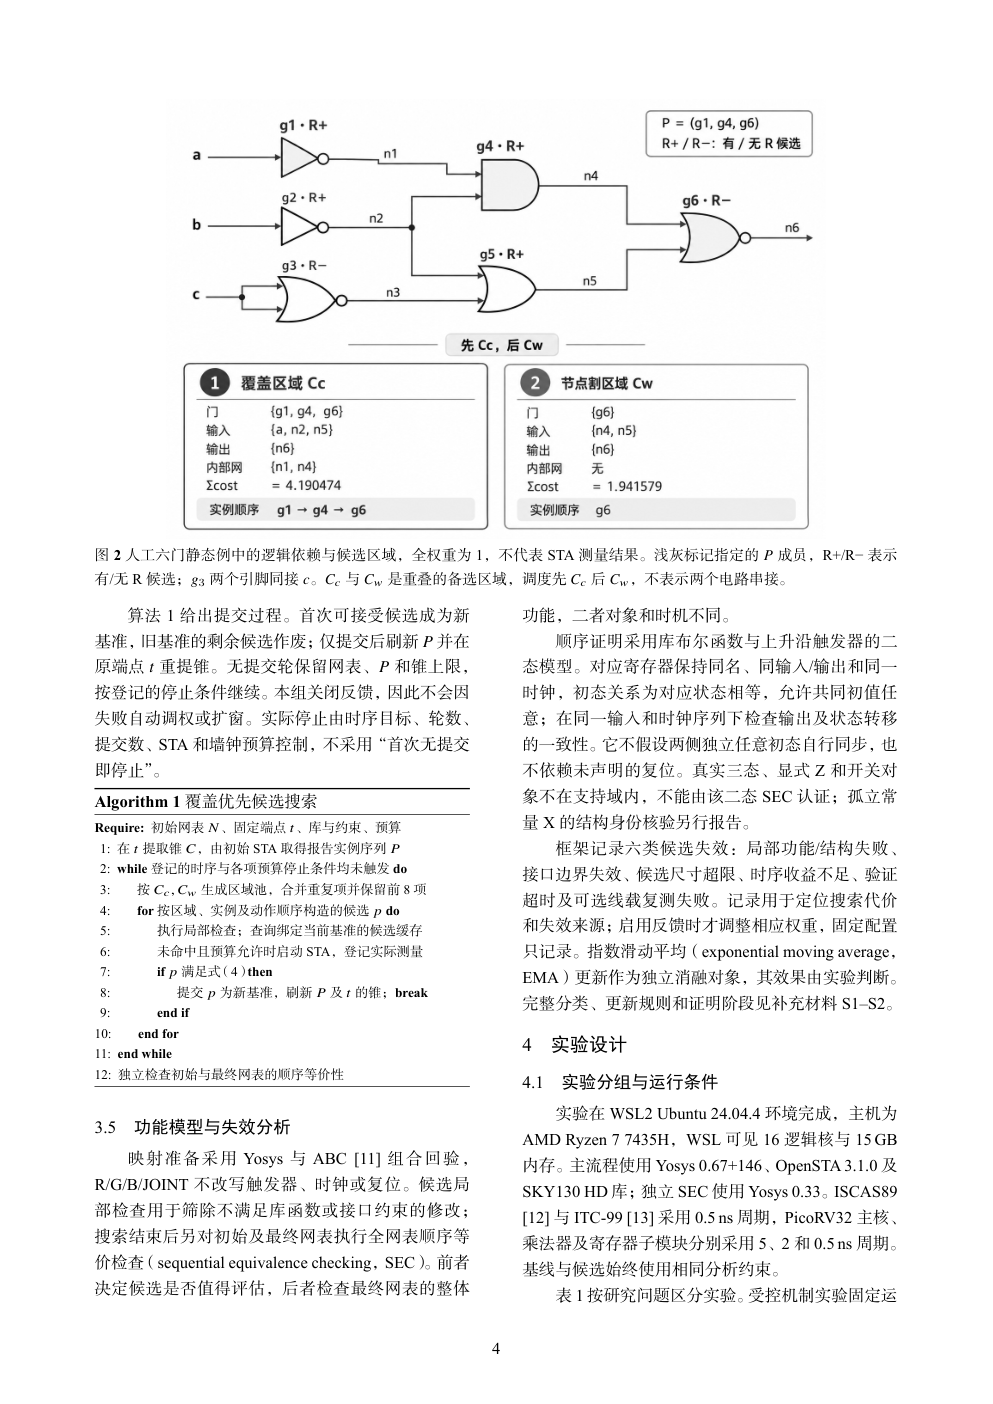 P = (g1, g4, g6)
R+ / R−: 有 / 无 R 候选
g1 · R+
a
n1
g4 · R+
n4
g2 · R+
b
n2
g6 · R−
n6
g5 · R+
g3 · R−
c
n3
n5
先 Cc，后 Cw
1 覆盖区域 Cc
门 {g1, g4, g6}
输入 {a, n2, n5}
输出 {n6}
内部网 {n1, n4}
Σcost = 4.190474
实例顺序 g1 → g4 → g6
2 节点割区域 Cw
门 {g6}
输入 {n4, n5}
输出 {n6}
内部网 无
Σcost = 1.941579
实例顺序 g6
图 2 人工六门静态例中的逻辑依赖与候选区域，全权重为 1，不代表 STA 测量结果。浅灰标记指定的 P 成员，R+/R− 表示
有/无 R 候选；g3 两个引脚同接 c。Cc 与 Cw 是重叠的备选区域，调度先 Cc 后 Cw，不表示两个电路串接。
算法 1 给出提交过程。首次可接受候选成为新
基准，旧基准的剩余候选作废；仅提交后刷新 P 并在
原端点 t 重提锥。无提交轮保留网表、P 和锥上限，
按登记的停止条件继续。本组关闭反馈，因此不会因
失败自动调权或扩窗。实际停止由时序目标、轮数、
提交数、STA 和墙钟预算控制，不采用 “首次无提交
即停止”。
Algorithm 1 覆盖优先候选搜索
Require: 初始网表 N、固定端点 t、库与约束、预算
1: 在 t 提取锥 C，由初始 STA 取得报告实例序列 P
2: while 登记的时序与各项预算停止条件均未触发 do
3: 按 Cc, Cw 生成区域池，合并重复项并保留前 8 项
4: for 按区域、实例及动作顺序构造的候选 p do
5: 执行局部检查；查询绑定当前基准的候选缓存
6: 未命中且预算允许时启动 STA，登记实际测量
7: if p 满足式（4）then
8: 提交 p 为新基准，刷新 P 及 t 的锥；break
9: end if
10: end for
11: end while
12: 独立检查初始与最终网表的顺序等价性
3.5 功能模型与失效分析
映射准备采用 Yosys 与 ABC [11] 组合回验，
R/G/B/JOINT 不改写触发器、时钟或复位。候选局
部检查用于筛除不满足库函数或接口约束的修改；
搜索结束后另对初始及最终网表执行全网表顺序等
价检查（sequential equivalence checking，SEC）。前者
决定候选是否值得评估，后者检查最终网表的整体
功能，二者对象和时机不同。
顺序证明采用库布尔函数与上升沿触发器的二
态模型。对应寄存器保持同名、同输入/输出和同一
时钟，初态关系为对应状态相等，允许共同初值任
意；在同一输入和时钟序列下检查输出及状态转移
的一致性。它不假设两侧独立任意初态自行同步，也
不依赖未声明的复位。真实三态、显式 Z 和开关对
象不在支持域内，不能由该二态 SEC 认证；孤立常
量 X 的结构身份核验另行报告。
框架记录六类候选失效：局部功能/结构失败、
接口边界失效、候选尺寸超限、时序收益不足、验证
超时及可选线载复测失败。记录用于定位搜索代价
和失效来源；启用反馈时才调整相应权重，固定配置
只记录。指数滑动平均（exponential moving average，
EMA）更新作为独立消融对象，其效果由实验判断。
完整分类、更新规则和证明阶段见补充材料 S1–S2。
4 实验设计
4.1 实验分组与运行条件
实验在 WSL2 Ubuntu 24.04.4 环境完成，主机为
AMD Ryzen 7 7435H，WSL 可见 16 逻辑核与 15 GB
内存。主流程使用 Yosys 0.67+146、OpenSTA 3.1.0 及
SKY130 HD 库；独立 SEC 使用 Yosys 0.33。ISCAS89
[12] 与 ITC-99 [13] 采用 0.5 ns 周期，PicoRV32 主核、
乘法器及寄存器子模块分别采用 5、2 和 0.5 ns 周期。
基线与候选始终使用相同分析约束。
表 1 按研究问题区分实验。受控机制实验固定运
4